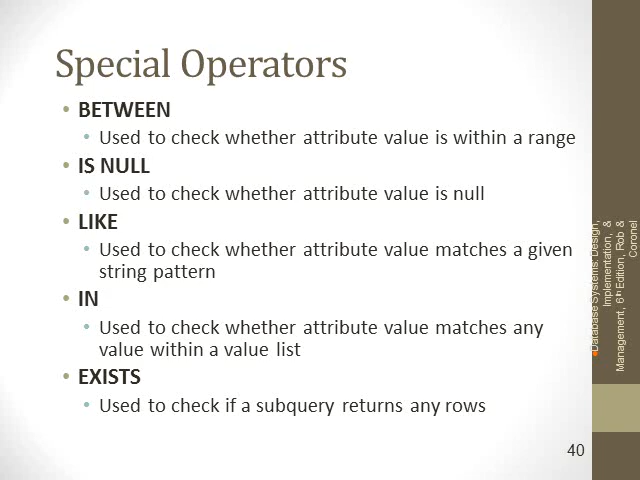 Special Operators
• BETWEEN
• Used to check whether attribute value is within a range
• IS NULL
• Used to check whether attribute value is null
• LIKE
• Used to check whether attribute value matches a given
string pattern
• IN
• Used to check whether attribute value matches any
value within a value list
• EXISTS
• Used to check if a subquery returns any rows
Database Systems: Design,
Implementation, &
Management, 6th Edition, Rob &
Coronel
40